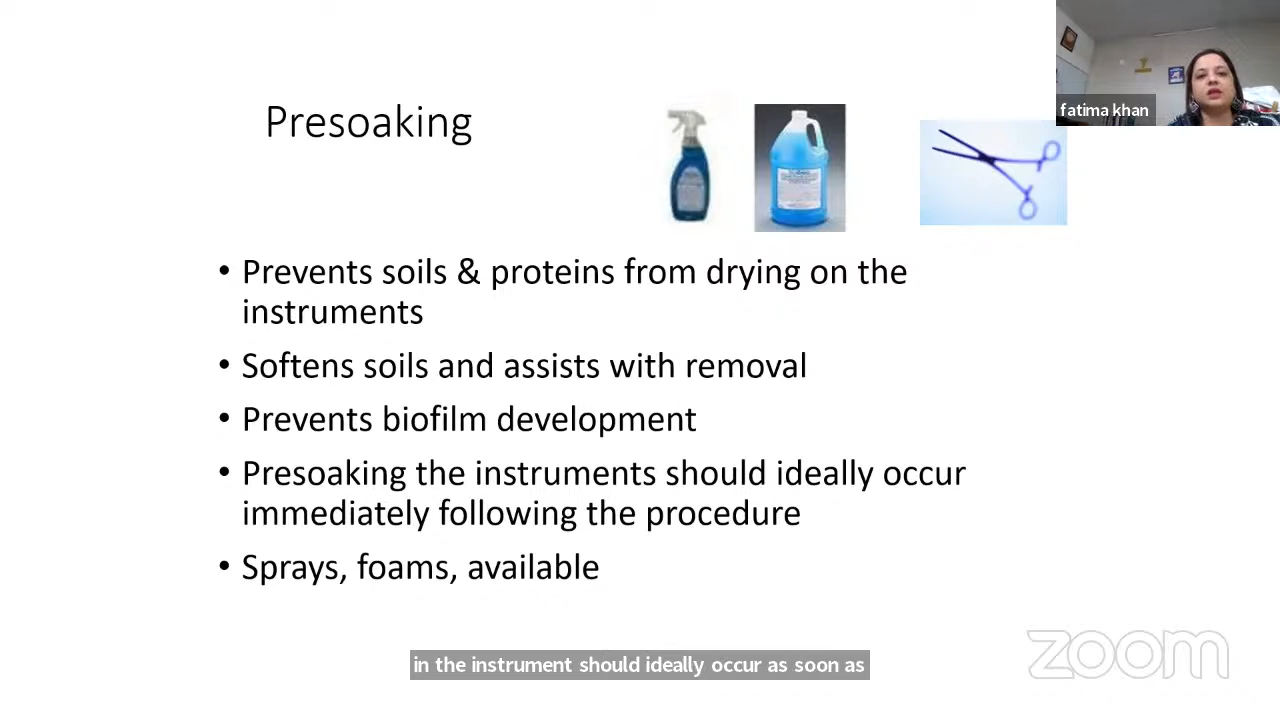 Presoaking
fatima khan
• Prevents soils & proteins from drying on the
instruments
• Softens soils and assists with removal
• Prevents biofilm development
• Presoaking the instruments should ideally occur
immediately following the procedure
• Sprays, foams, available
in the instrument should ideally occur as soon as
zoom